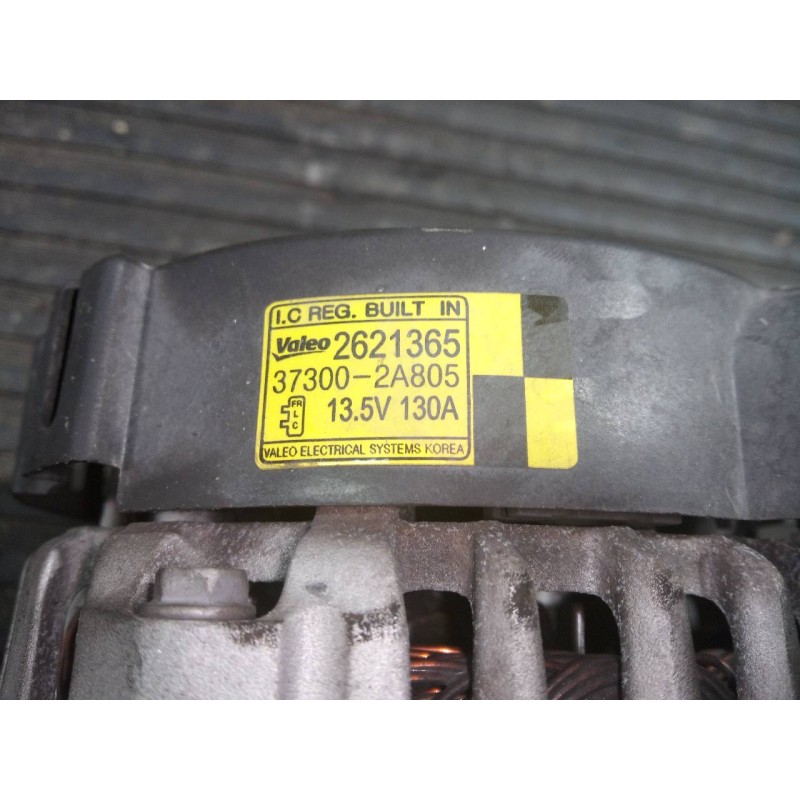 I.C REG. BUILT IN
Valeo 2621365
37300-2A805
FR
L
C
13.5V 130A
VALEO ELECTRICAL SYSTEMS KOREA